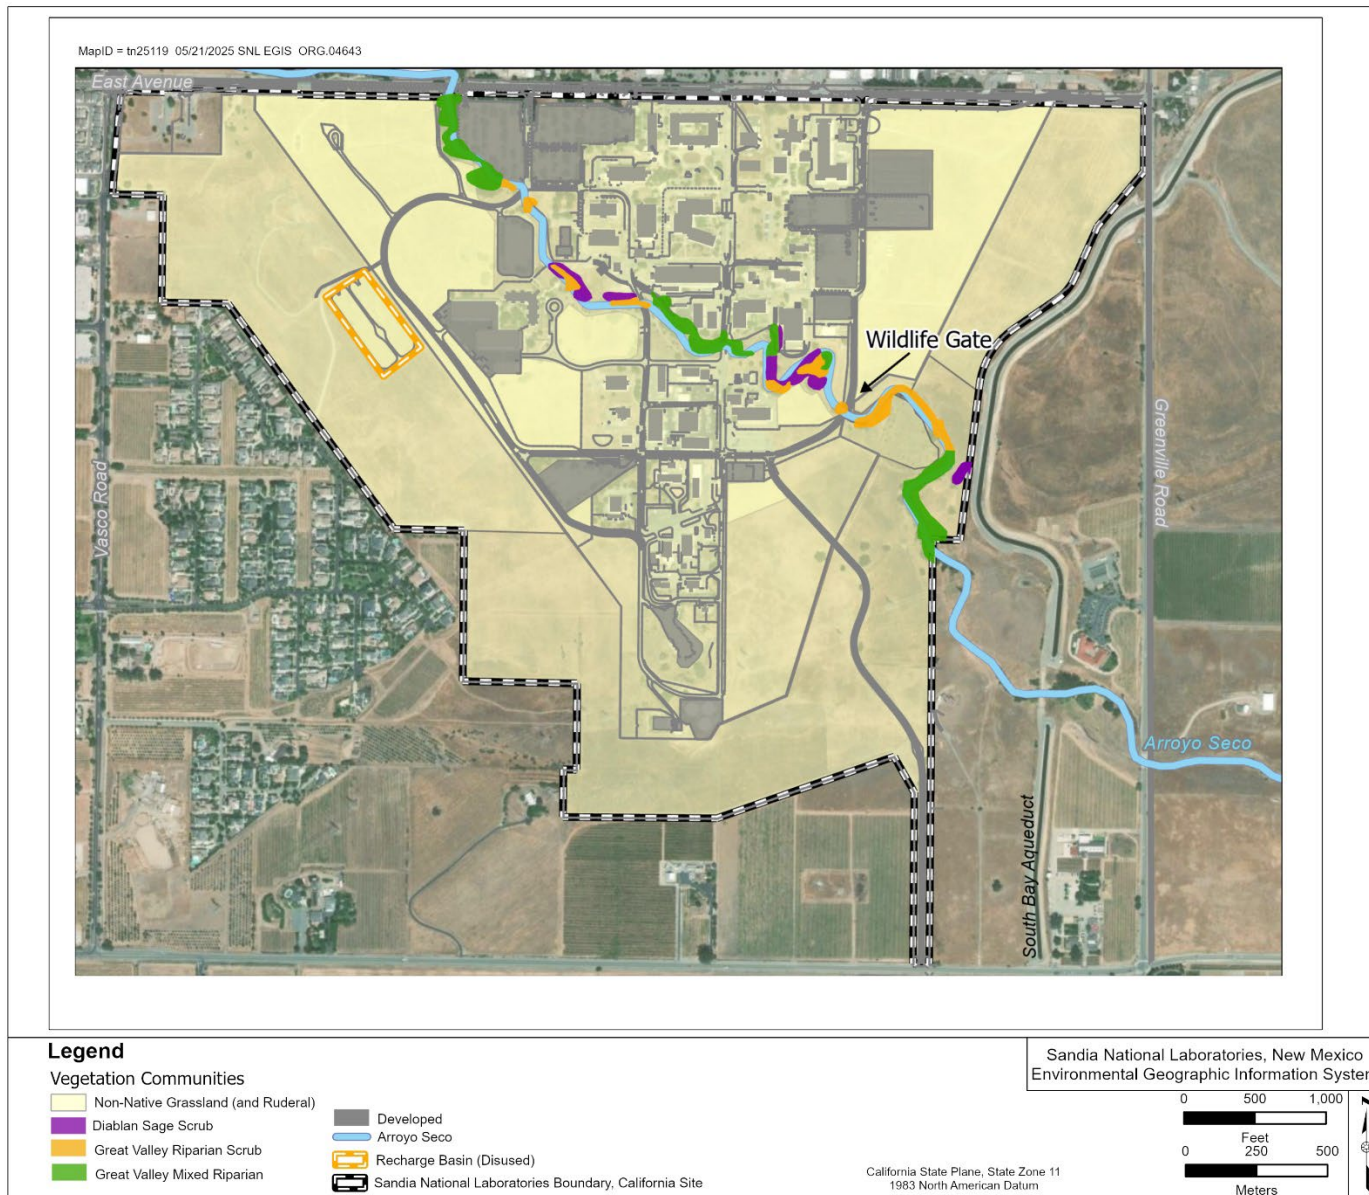 MapID = tn25119 05/21/2025 SNL EGIS ORG.04643
East Avenue
Wildlife Gate
Vasco Road
Greenville Road
Arroyo Seco
South Bay Aqueduct
Legend
Vegetation Communities
Non-Native Grassland (and Ruderal)
Diablan Sage Scrub
Great Valley Riparian Scrub
Great Valley Mixed Riparian
Developed
Arroyo Seco
Recharge Basin (Disused)
Sandia National Laboratories Boundary, California Site
California State Plane, State Zone 11
1983 North American Datum
Sandia National Laboratories, New Mexico
Environmental Geographic Information System
0 500 1,000
Feet
0 250 500
Meters